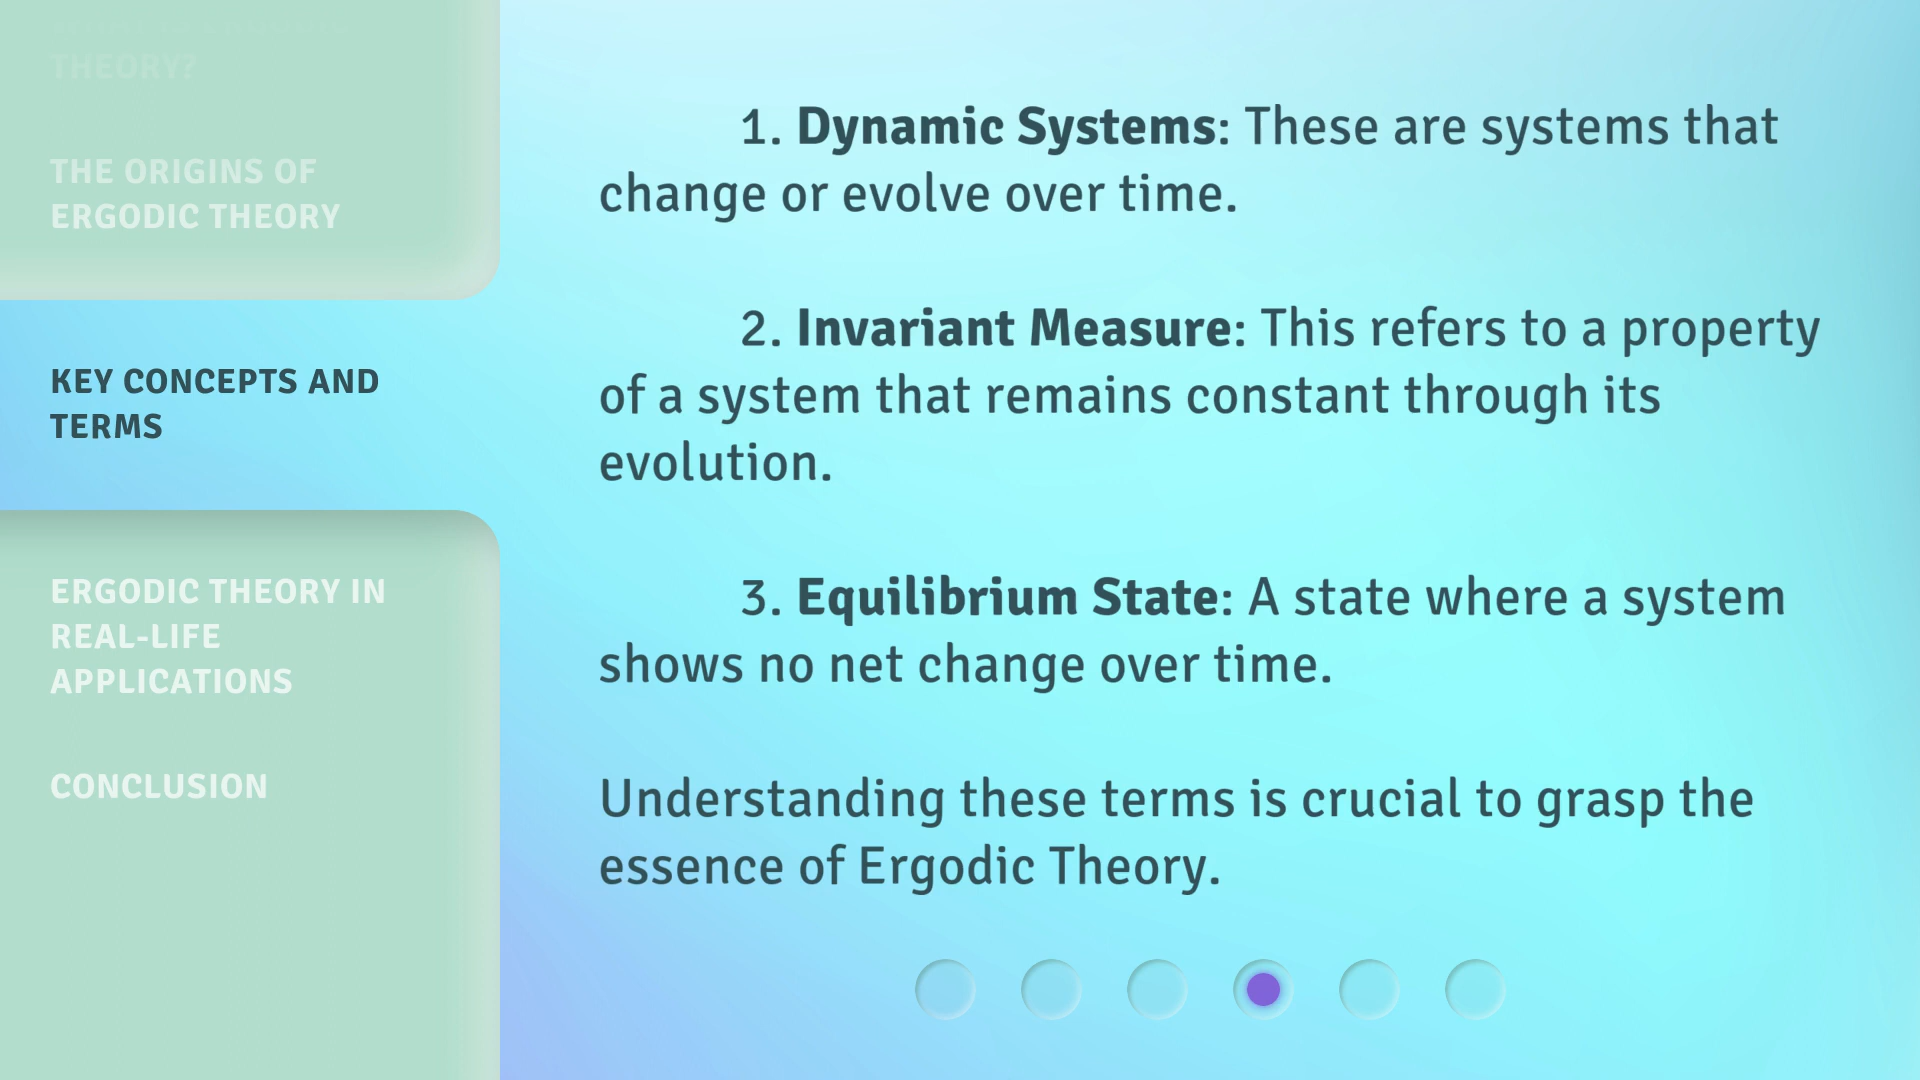 THEORY?
THE ORIGINS OF
ERGODIC THEORY
KEY CONCEPTS AND
TERMS
ERGODIC THEORY IN
REAL-LIFE
APPLICATIONS
CONCLUSION
1. Dynamic Systems: These are systems that
change or evolve over time.
2. Invariant Measure: This refers to a property
of a system that remains constant through its
evolution.
3. Equilibrium State: A state where a system
shows no net change over time.
Understanding these terms is crucial to grasp the
essence of Ergodic Theory.